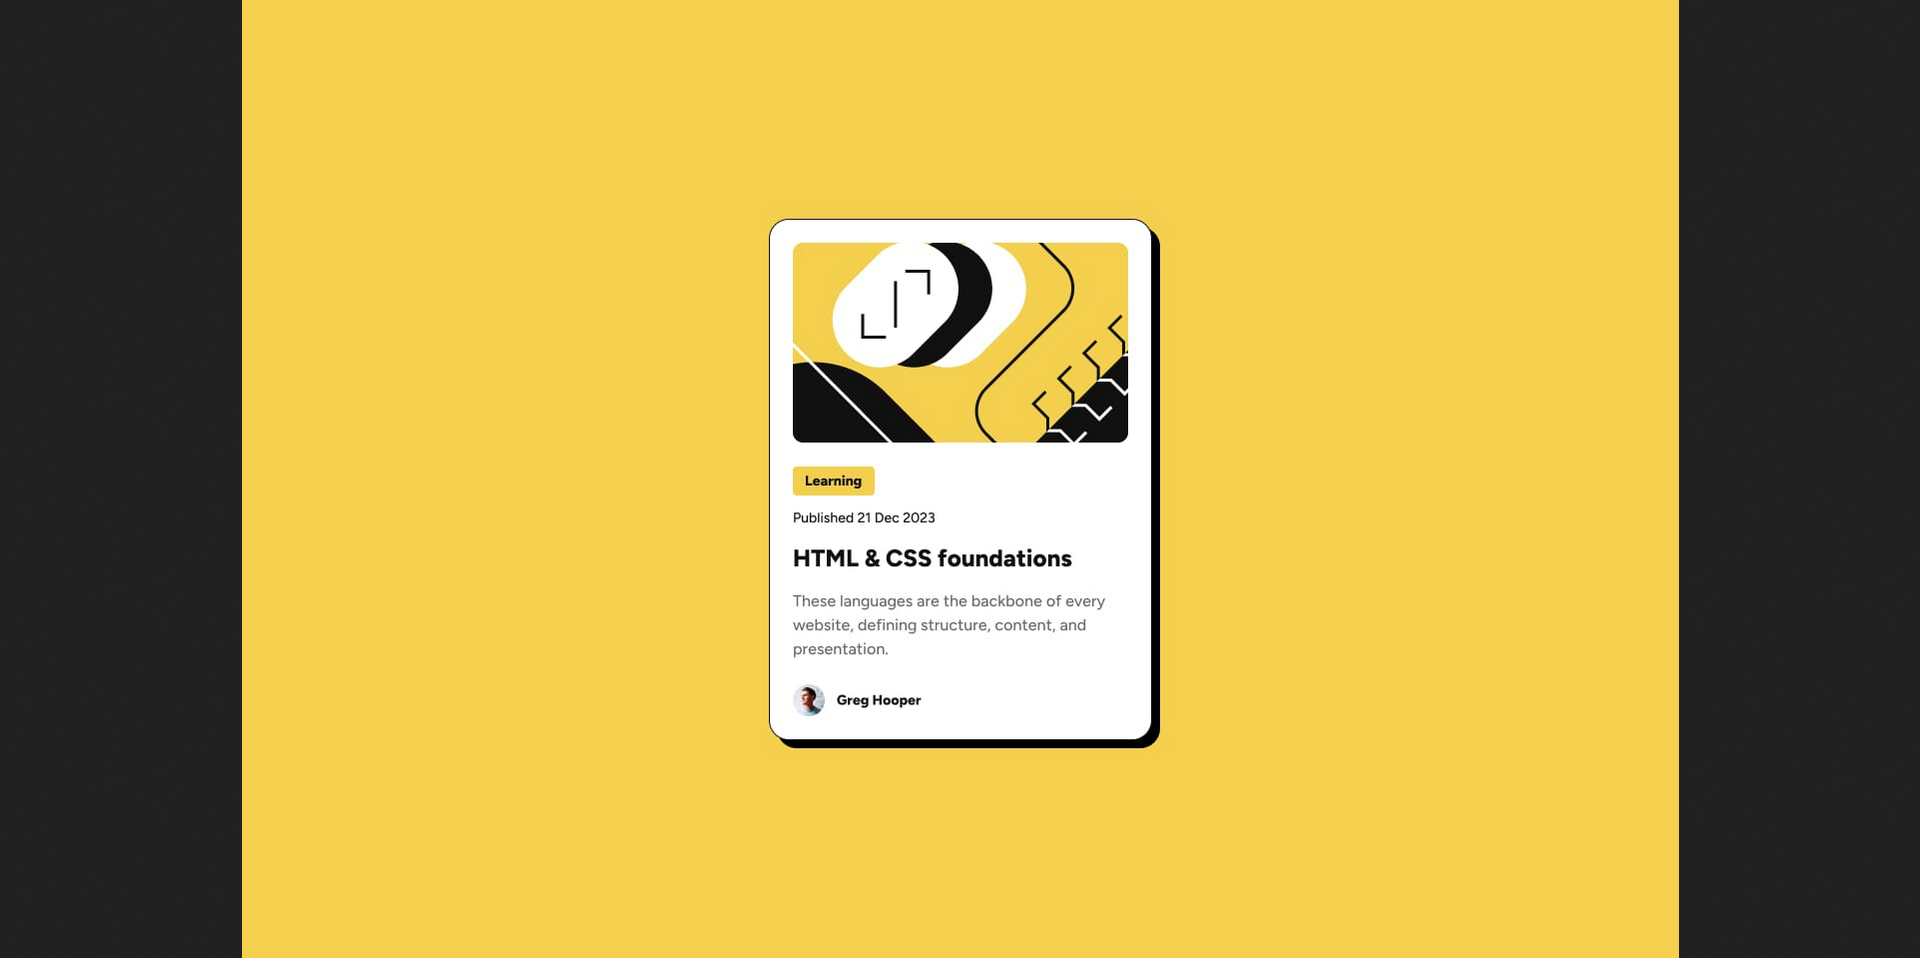 Learning
Published 21 Dec 2023
HTML & CSS foundations
These languages are the backbone of every
website, defining structure, content, and
presentation.
Greg Hooper